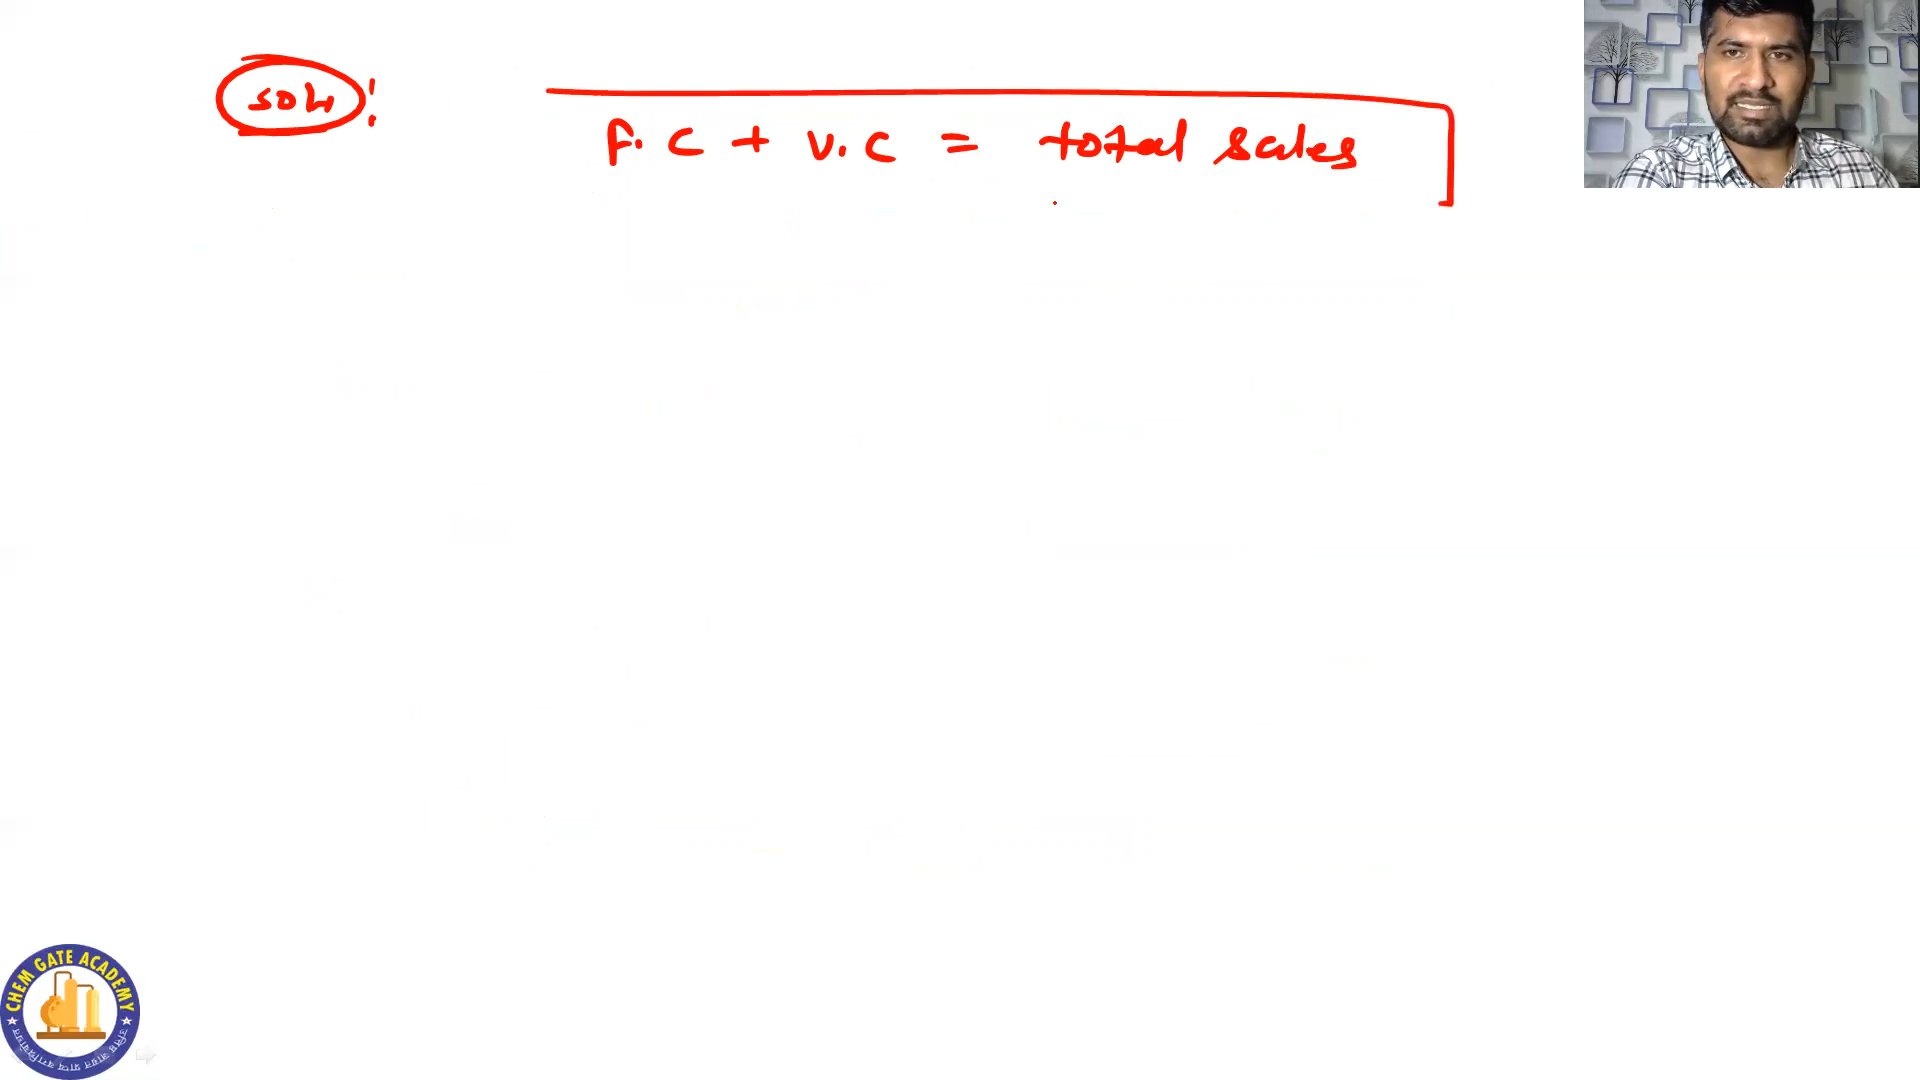 Soln:
F.C + V.C = total sales
CHEM GATE ACADEMY